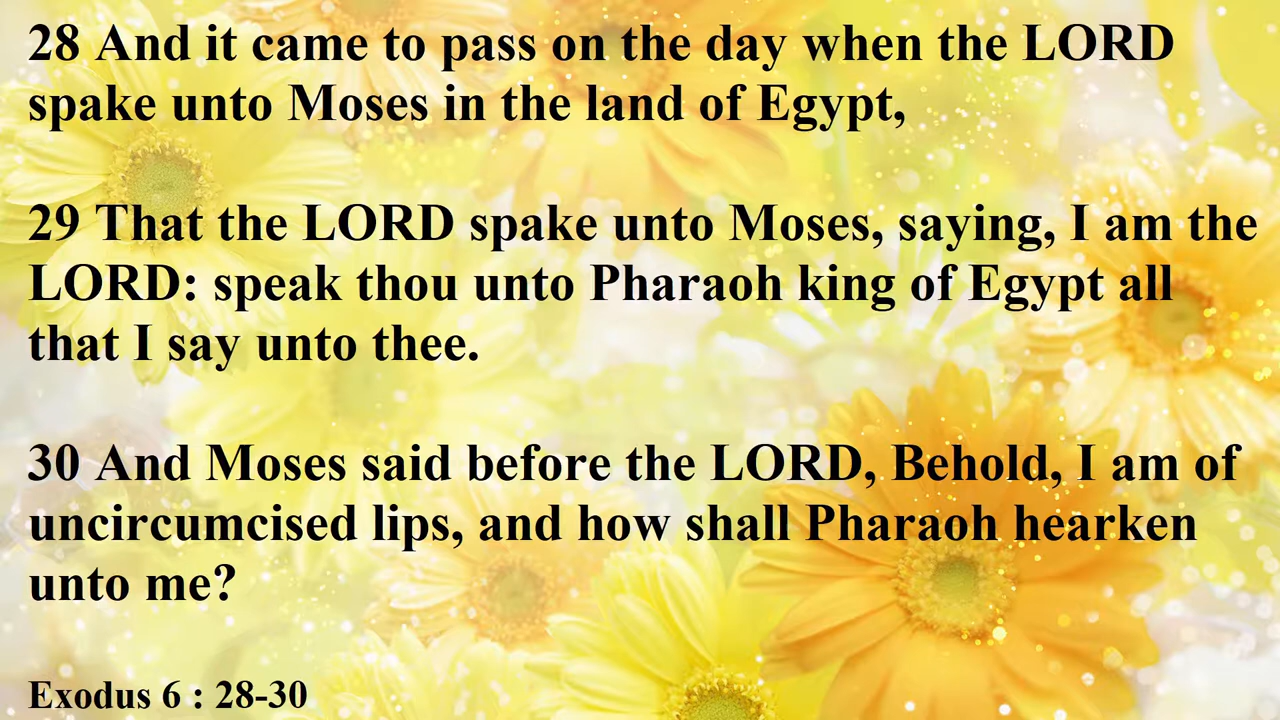 28 And it came to pass on the day when the LORD
spake unto Moses in the land of Egypt,
29 That the LORD spake unto Moses, saying, I am the
LORD: speak thou unto Pharaoh king of Egypt all
that I say unto thee.
30 And Moses said before the LORD, Behold, I am of
uncircumcised lips, and how shall Pharaoh hearken
unto me?
Exodus 6 : 28-30